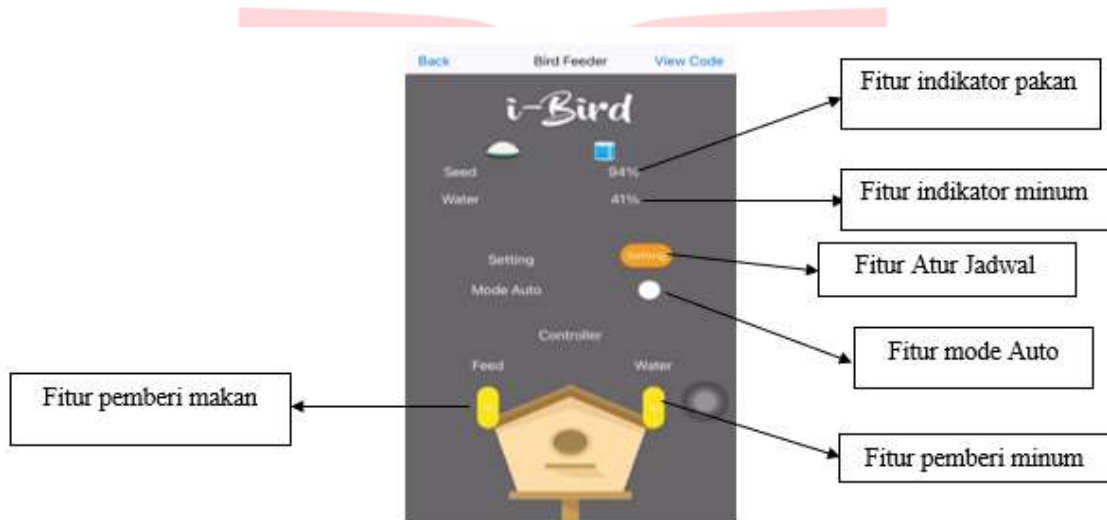 Back Bird Feeder View Code
Fitur indikator pakan
i-Bird
Seed 94%
Water 41%
Fitur indikator minum
Setting Setting
Fitur Atur Jadwal
Mode Auto
Controller
Fitur mode Auto
Feed Water
Fitur pemberi makan
Fitur pemberi minum